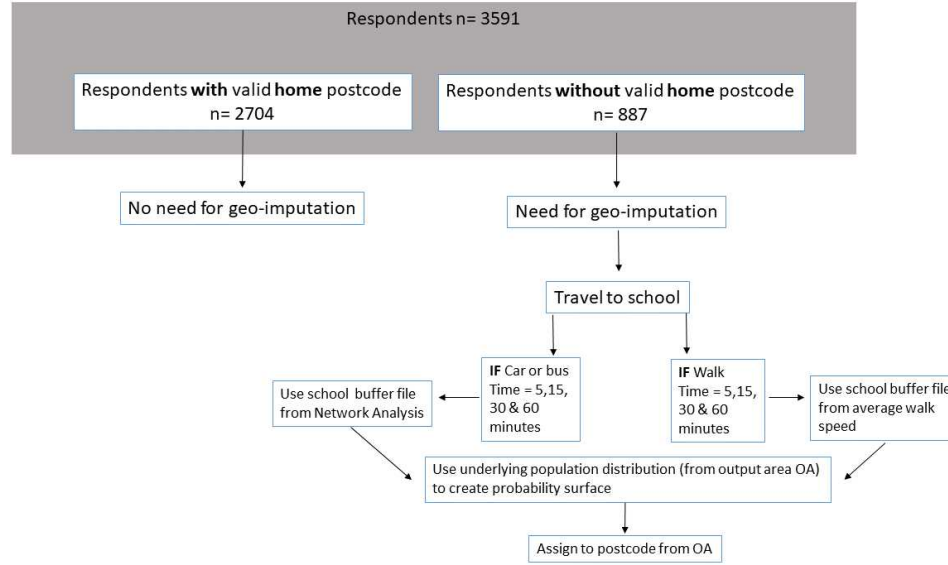 Respondents n= 3591
Respondents with valid home postcode
n= 2704
Respondents without valid home postcode
n= 887
No need for geo-imputation
Need for geo-imputation
Travel to school
IF Car or bus
Time = 5,15,
30 & 60
minutes
IF Walk
Time = 5,15,
30 & 60
minutes
Use school buffer file
from Network Analysis
Use school buffer file
from average walk
speed
Use underlying population distribution (from output area OA)
to create probability surface
Assign to postcode from OA